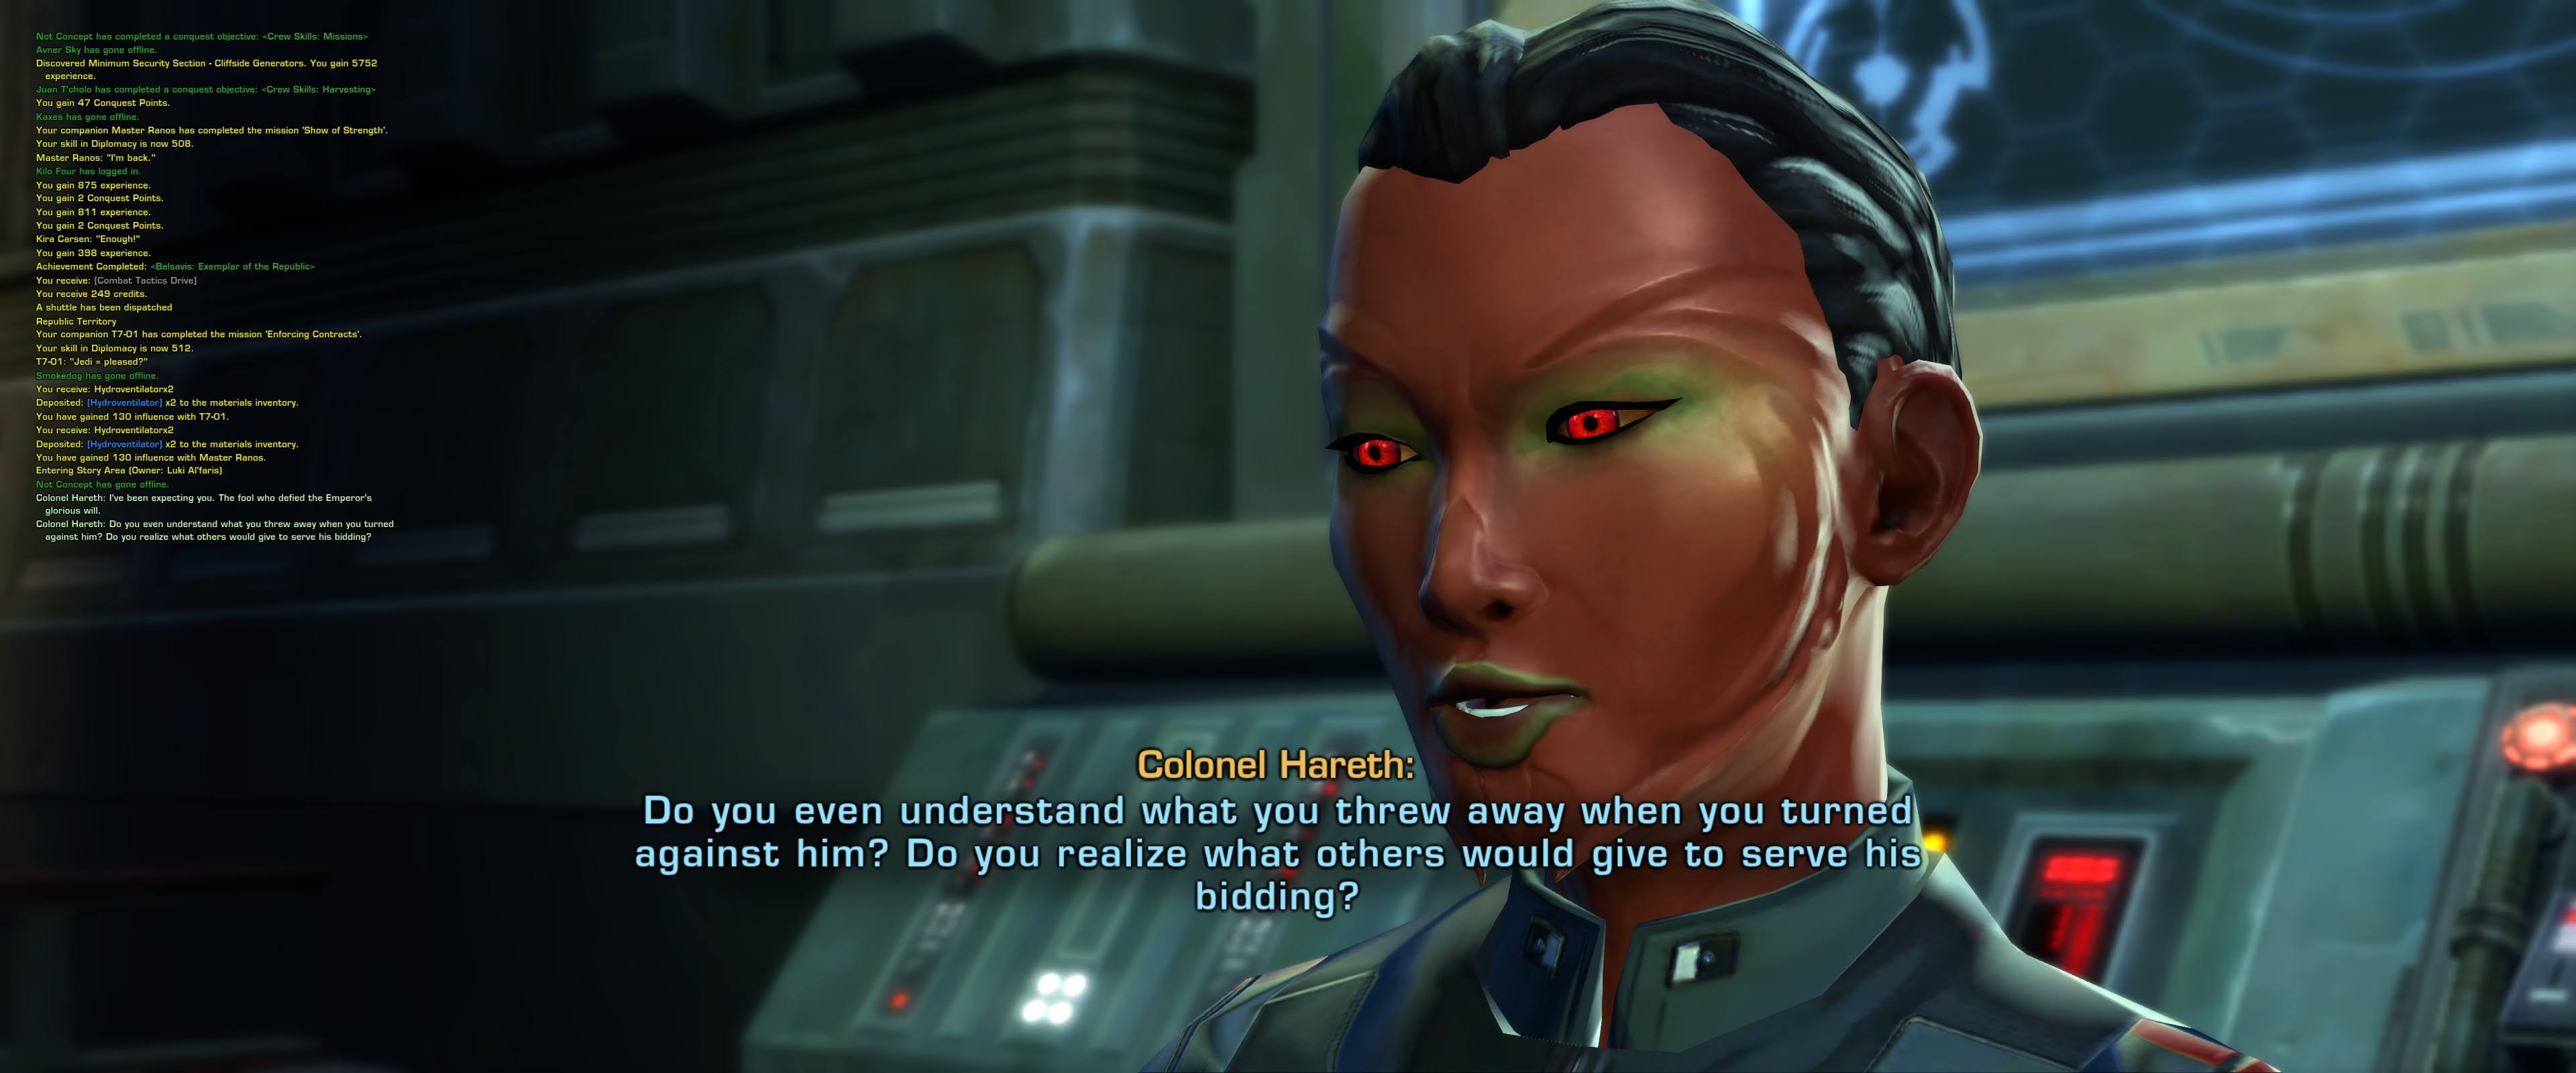 Not Concept has completed a conquest objective: <Crew Skills: Missions>
Avner Sky has gone offline.
Discovered Minimum Security Section - Cliffside Generators. You gain 5752
experience.
Juan T'cholo has completed a conquest objective: <Crew Skills: Harvesting>
You gain 47 Conquest Points.
Kaxes has gone offline.
Your companion Master Ranos has completed the mission 'Show of Strength'.
Your skill in Diplomacy is now 508.
Master Ranos: "I'm back."
Kilo Four has logged in.
You gain 875 experience.
You gain 2 Conquest Points.
You gain 811 experience.
You gain 2 Conquest Points.
Kira Carsen: "Enough!"
You gain 398 experience.
Achievement Completed: <Belsavis: Exemplar of the Republic>
You receive: [Combat Tactics Drive]
You receive 249 credits.
A shuttle has been dispatched
Republic Territory
Your companion T7-01 has completed the mission 'Enforcing Contracts'.
Your skill in Diplomacy is now 512.
T7-01: "Jedi = pleased?"
Smokédog has gone offline.
You receive: Hydroventilatorx2
Deposited: [Hydroventilator] x2 to the materials inventory.
You have gained 130 influence with T7-01.
You receive: Hydroventilatorx2
Deposited: [Hydroventilator] x2 to the materials inventory.
You have gained 130 influence with Master Ranos.
Entering Story Area (Owner: Luki Al'faris)
Not Concept has gone offline.
Colonel Hareth: I've been expecting you. The fool who defied the Emperor's
glorious will.
Colonel Hareth: Do you even understand what you threw away when you turned
against him? Do you realize what others would give to serve his bidding?
Colonel Hareth:
Do you even understand what you threw away when you turned
against him? Do you realize what others would give to serve his
bidding?